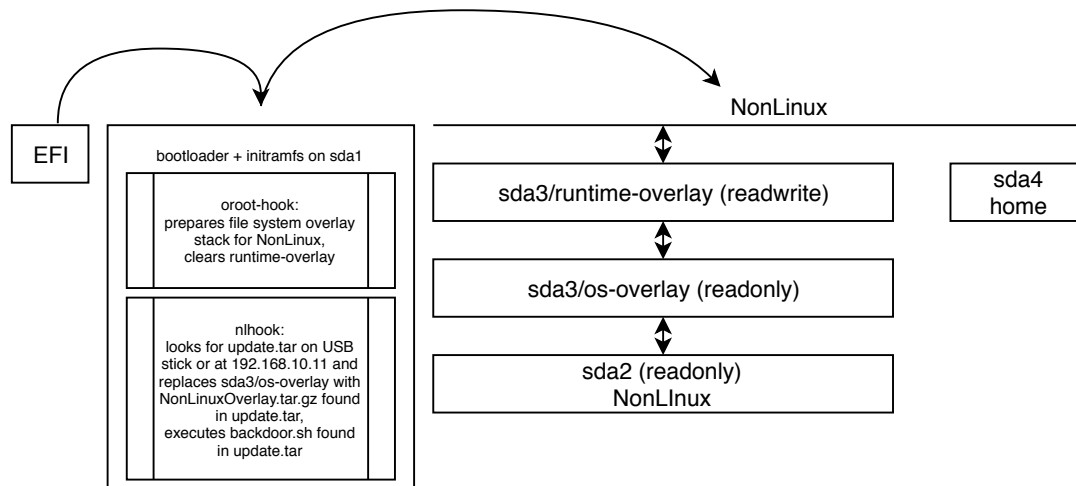 NonLinux
EFI
bootloader + initramfs on sda1
oroot-hook:
prepares file system overlay
stack for NonLinux,
clears runtime-overlay
nlhook:
looks for update.tar on USB
stick or at 192.168.10.11 and
replaces sda3/os-overlay with
NonLinuxOverlay.tar.gz found
in update.tar,
executes backdoor.sh found
in update.tar
sda3/runtime-overlay (readwrite)
sda3/os-overlay (readonly)
sda2 (readonly)
NonLInux
sda4
home